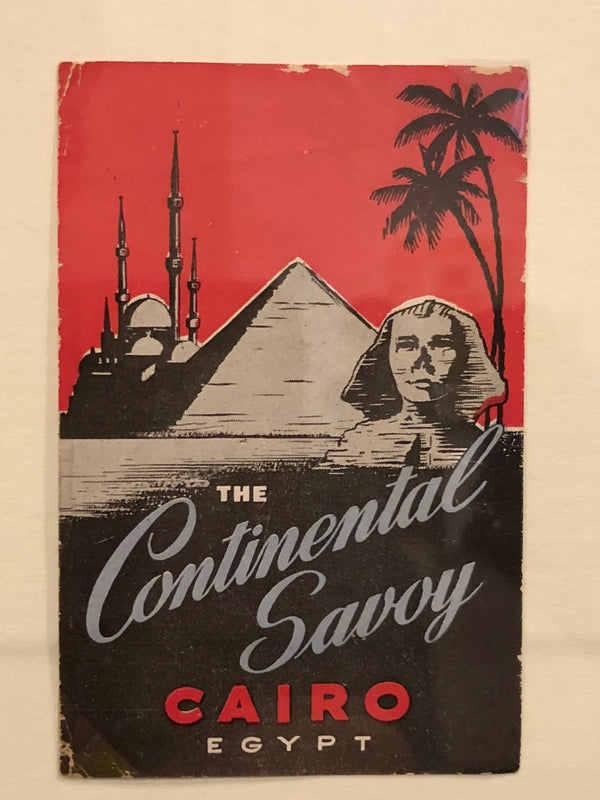 THE
Continental
Savoy
CAIRO
EGYPT